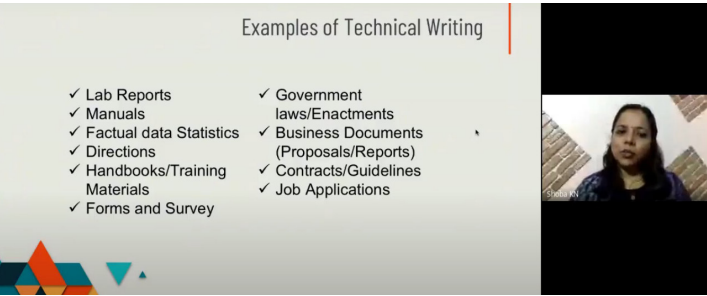 Examples of Technical Writing
✓ Lab Reports
✓ Manuals
✓ Factual data Statistics
✓ Directions
✓ Handbooks/Training
Materials
✓ Forms and Survey
✓ Government
laws/Enactments
✓ Business Documents
(Proposals/Reports)
✓ Contracts/Guidelines
✓ Job Applications
Shoba KN